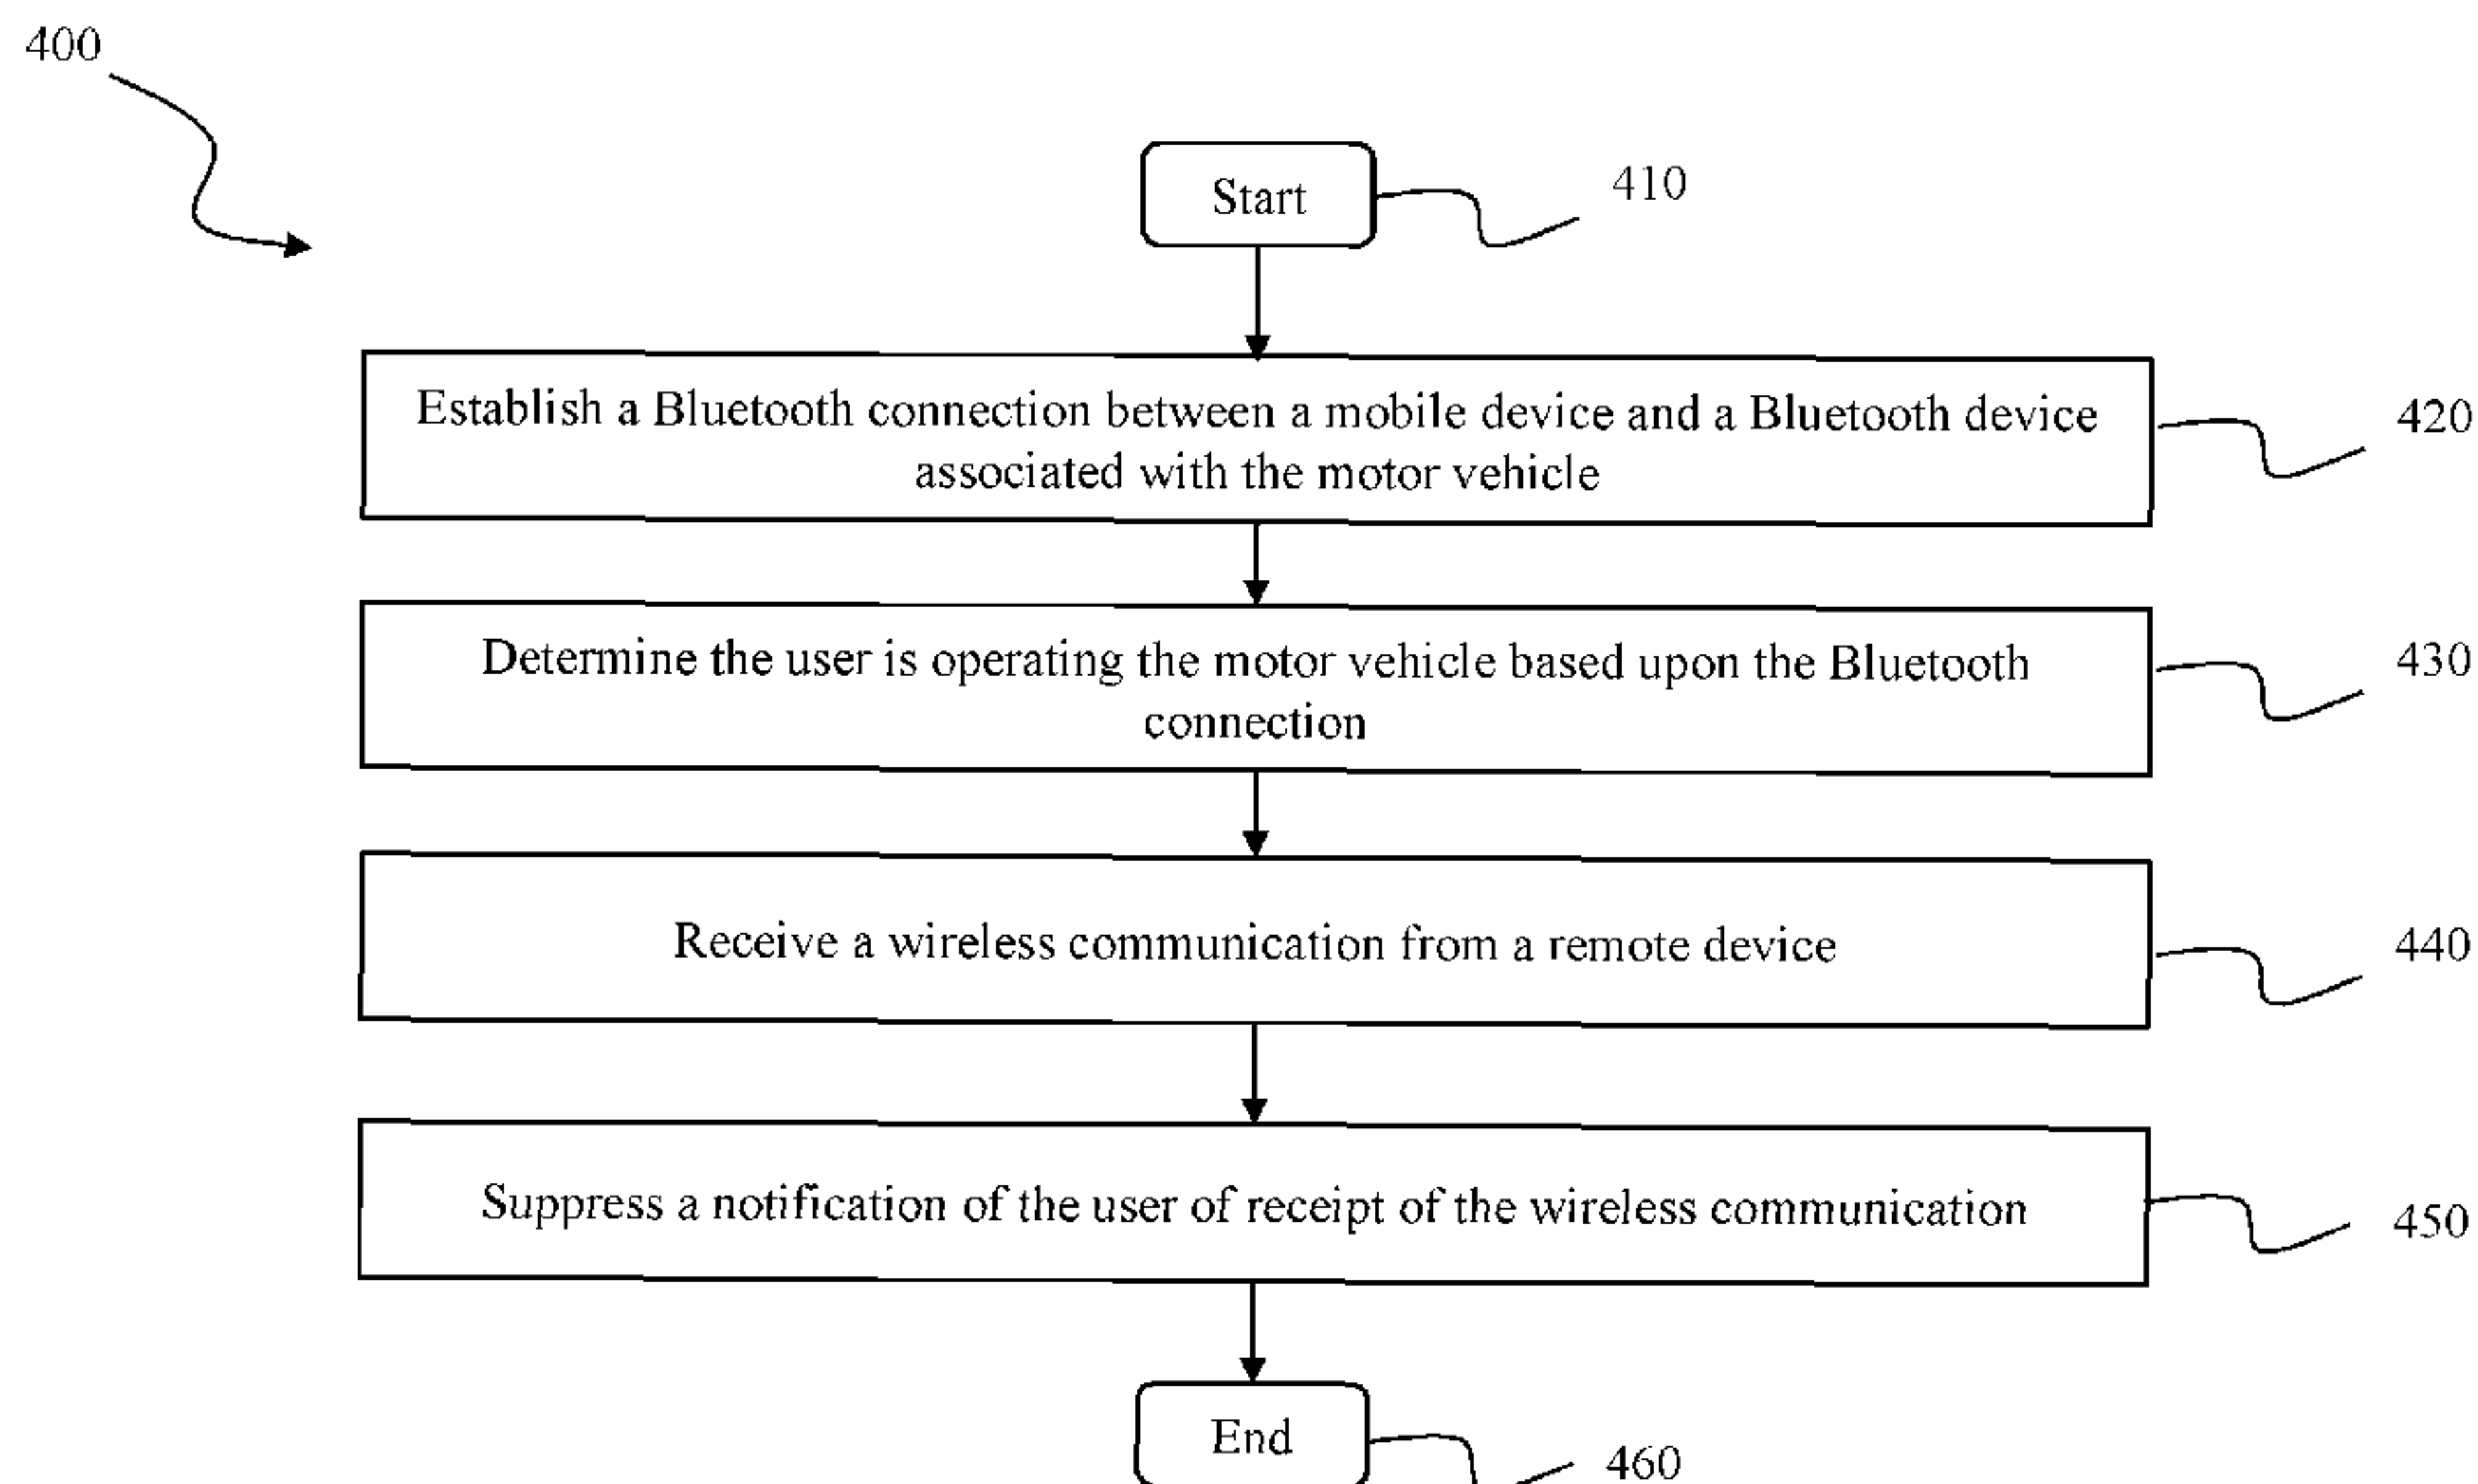 400
Start
410
Establish a Bluetooth connection between a mobile device and a Bluetooth device
associated with the motor vehicle
420
Determine the user is operating the motor vehicle based upon the Bluetooth
connection
430
Receive a wireless communication from a remote device
440
Suppress a notification of the user of receipt of the wireless communication
450
End
460